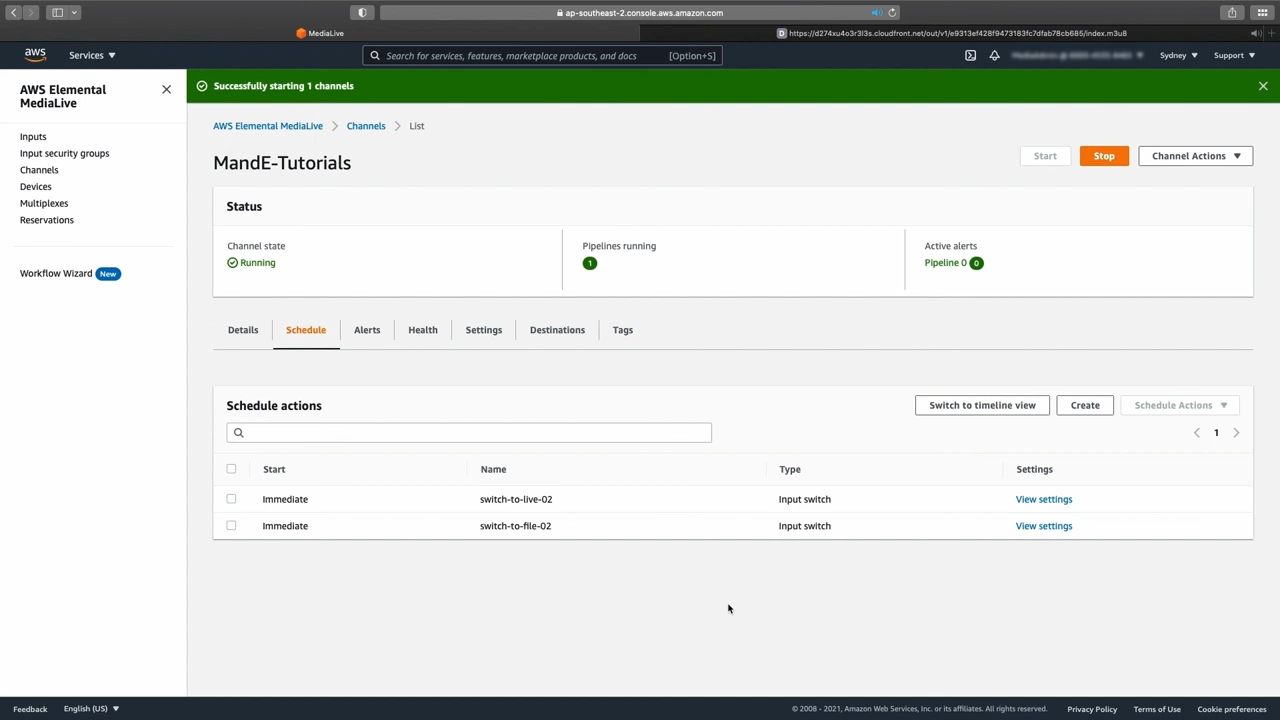 ap-southeast-2.console.aws.amazon.com
MediaLive
D https://d274xu4o3r3l3s.cloudfront.net/out/v1/e9313ef428f9473183fc7dfab78cb685/index.m3u8
aws Services Search for services, features, marketplace products, and docs [Option+S] Sydney Support
AWS Elemental MediaLive
Inputs
Input security groups
Channels
Devices
Multiplexes
Reservations
Workflow Wizard New
Successfully starting 1 channels
AWS Elemental MediaLive > Channels > List
MandE-Tutorials
Start Stop Channel Actions
Status
Channel state
Running
Pipelines running
1
Active alerts
Pipeline 0 0
Details Schedule Alerts Health Settings Destinations Tags
Schedule actions
Switch to timeline view Create Schedule Actions
1
Start Name Type Settings
Immediate switch-to-live-02 Input switch View settings
Immediate switch-to-file-02 Input switch View settings
Feedback English (US) © 2008 - 2021, Amazon Web Services, Inc. or its affiliates. All rights reserved. Privacy Policy Terms of Use Cookie preferences